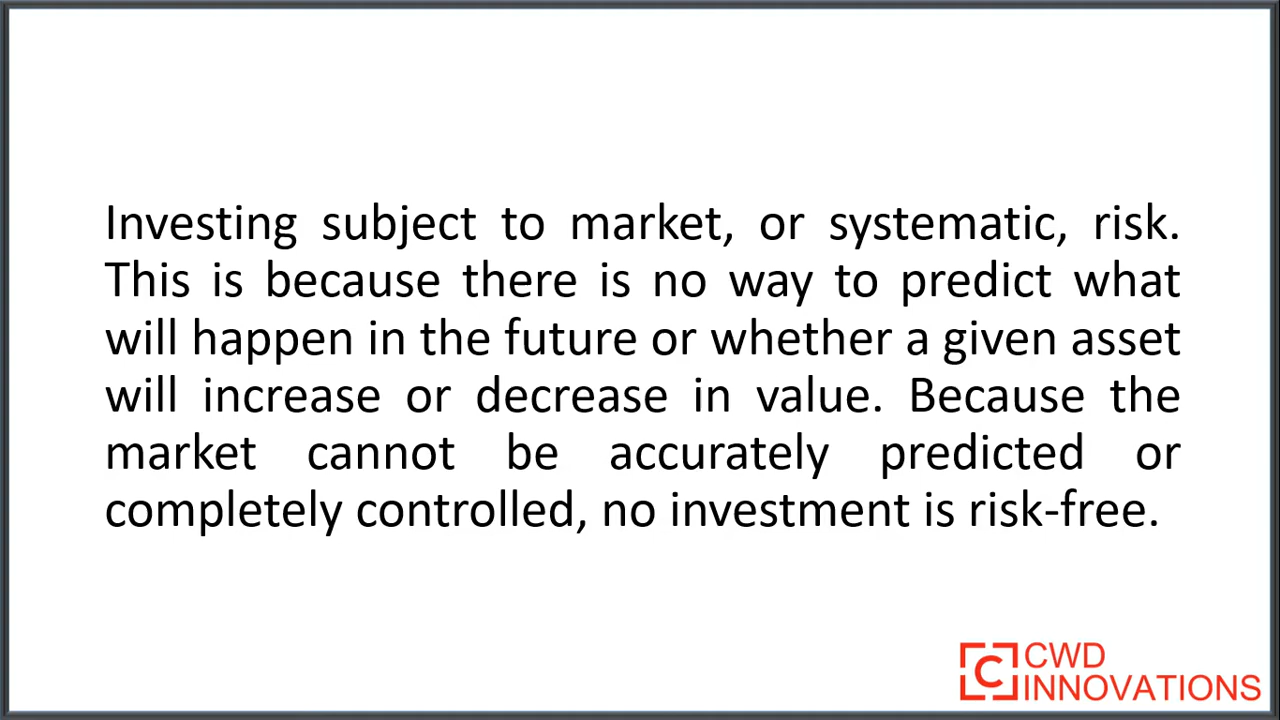 Investing subject to market, or systematic, risk.
This is because there is no way to predict what
will happen in the future or whether a given asset
will increase or decrease in value. Because the
market cannot be accurately predicted or
completely controlled, no investment is risk-free.
C CWD
INNOVATIONS